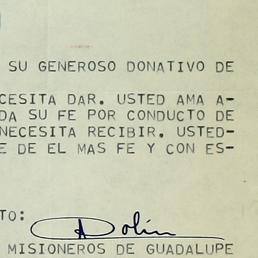 SU GENEROSO DONATIVO DE
CESITA DAR. USTED AMA A-
DA SU FE POR CONDUCTO DE
NECESITA RECIBIR. USTED-
E DE EL MAS FE Y CON ES-
TO:
MISIONEROS DE GUADALUPE